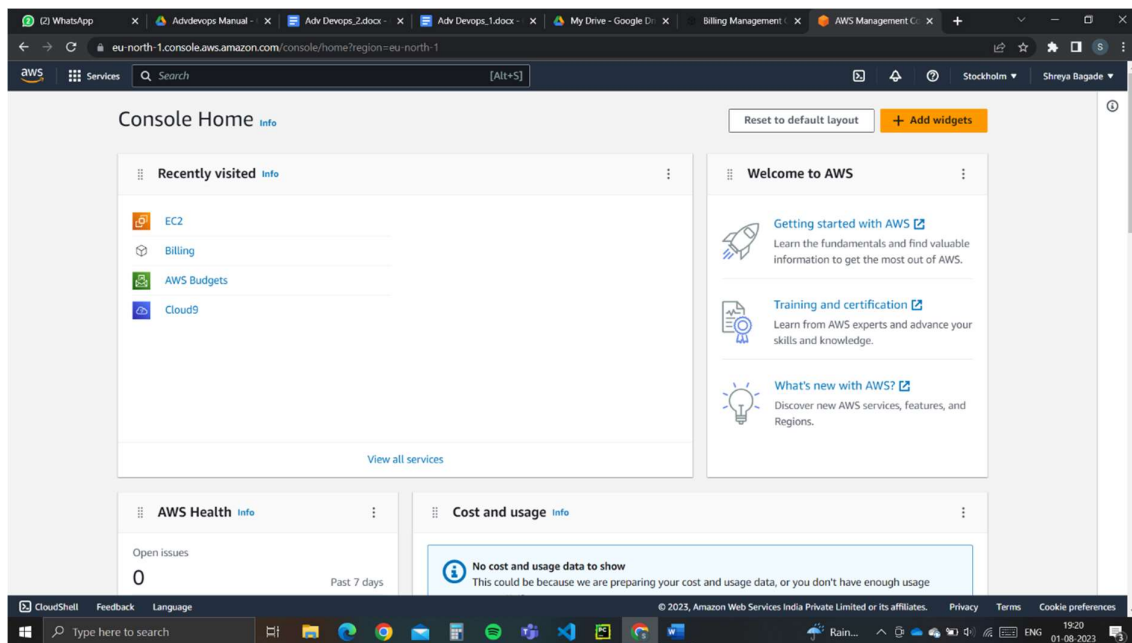 (2) WhatsApp
Advdevops Manual -
Adv Devops_2.docx -
Adv Devops_1.docx -
My Drive - Google Dri
Billing Management
AWS Management Co
eu-north-1.console.aws.amazon.com/console/home?region=eu-north-1
S
aws
Services
Search
[Alt+S]
Stockholm
Shreya Bagade
Console Home Info
Reset to default layout
+ Add widgets
Recently visited Info
EC2
Billing
AWS Budgets
Cloud9
View all services
Welcome to AWS
Getting started with AWS
Learn the fundamentals and find valuable
information to get the most out of AWS.
Training and certification
Learn from AWS experts and advance your
skills and knowledge.
What's new with AWS?
Discover new AWS services, features, and
Regions.
AWS Health Info
Open issues
0
Past 7 days
Cost and usage Info
No cost and usage data to show
This could be because we are preparing your cost and usage data, or you don't have enough usage
CloudShell
Feedback
Language
© 2023, Amazon Web Services India Private Limited or its affiliates.
Privacy
Terms
Cookie preferences
Type here to search
Rain...
ENG
19:20
01-08-2023